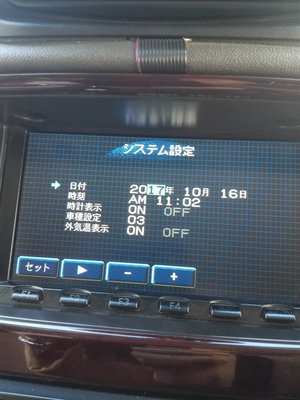 システム設定
日付 2017年 10月 16日
時刻 AM 11:02
時計表示 ON OFF
車種設定 03
外気温表示 ON OFF
セット ▶ − +
F2 F3 F4